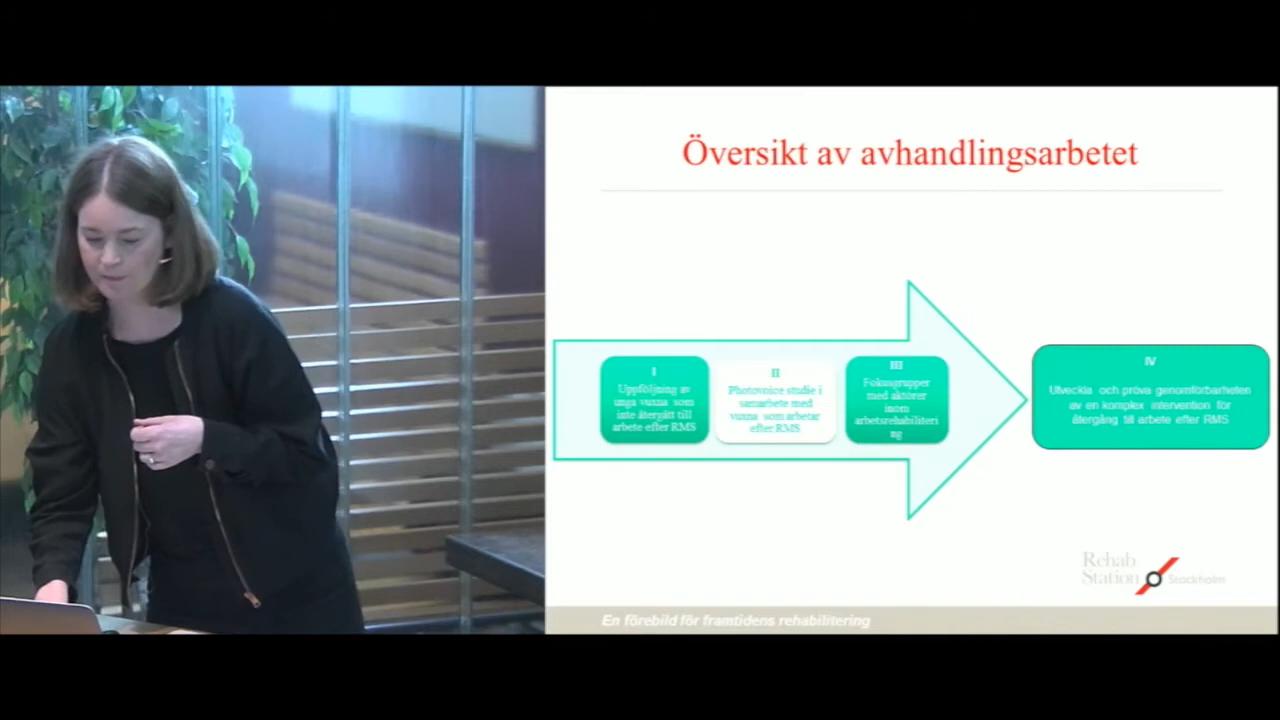 Översikt av avhandlingsarbetet
I
Uppföljning av
unga vuxna som
inte återgått till
arbete efter RMS
II
Photovoice studie i
samarbete med
vuxna som arbetar
efter RMS
III
Fokusgrupper
med aktörer
inom
arbetsrehabiliteri
ng
IV
Utveckla och pröva genomförbarheten
av en komplex intervention för
återgång till arbete efter RMS
Rehab
Station Stockholm
En förebild för framtidens rehabilitering